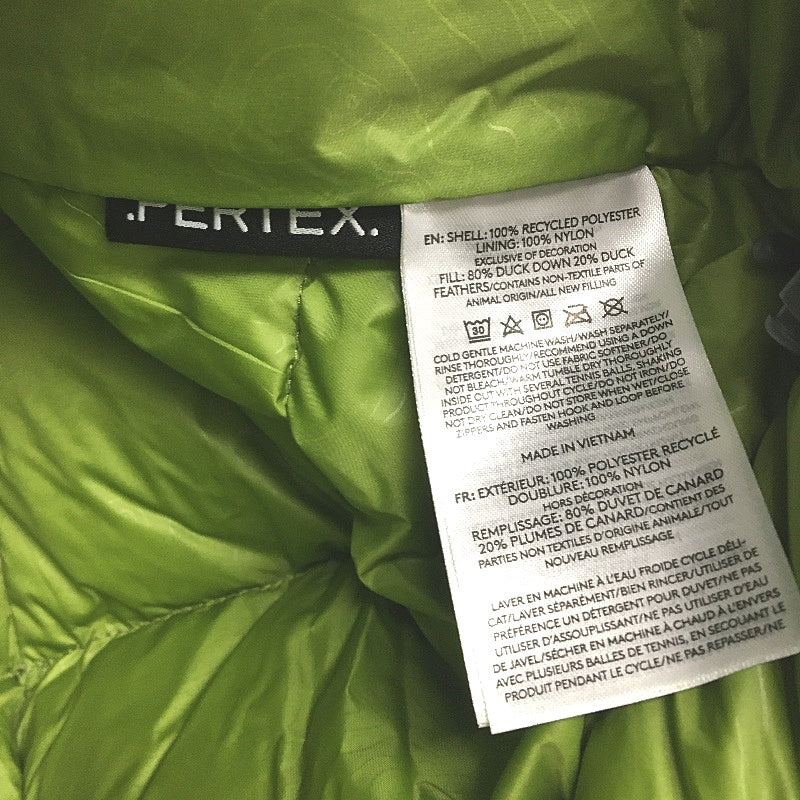 .PERTEX.
EN: SHELL: 100% RECYCLED POLYESTER
LINING: 100% NYLON
EXCLUSIVE OF DECORATION
FILL: 80% DUCK DOWN 20% DUCK
FEATHERS/CONTAINS NON-TEXTILE PARTS OF
ANIMAL ORIGIN/ALL NEW FILLING
30
COLD GENTLE MACHINE WASH/WASH SEPARATELY/
RINSE THOROUGHLY/RECOMMEND USING A DOWN
DETERGENT/DO NOT USE FABRIC SOFTENER/DO
NOT BLEACH/WARM TUMBLE DRY THOROUGHLY
INSIDE OUT WITH SEVERAL TENNIS BALLS, SHAKING
PRODUCT THROUGHOUT CYCLE/DO NOT IRON/DO
NOT DRY CLEAN/DO NOT STORE WHEN WET/CLOSE
ZIPPERS AND FASTEN HOOK AND LOOP BEFORE
WASHING
MADE IN VIETNAM
FR: EXTÉRIEUR: 100% POLYESTER RECYCLÉ
DOUBLURE: 100% NYLON
HORS DÉCORATION
REMPLISSAGE: 80% DUVET DE CANARD
20% PLUMES DE CANARD/CONTIENT DES
PARTIES NON TEXTILES D'ORIGINE ANIMALE/TOUT
NOUVEAU REMPLISSAGE
LAVER EN MACHINE À L'EAU FROIDE CYCLE DÉLI-
CAT/LAVER SÉPARÉMENT/BIEN RINCER/UTILISER DE
PRÉFÉRENCE UN DÉTERGENT POUR DUVET/NE PAS
UTILISER D'ASSOUPLISSANT/NE PAS UTILISER D'EAU
DE JAVEL/SÉCHER EN MACHINE À CHAUD À L'ENVERS
AVEC PLUSIEURS BALLES DE TENNIS, EN SECOUANT LE
PRODUIT PENDANT LE CYCLE/NE PAS REPASSER/NE